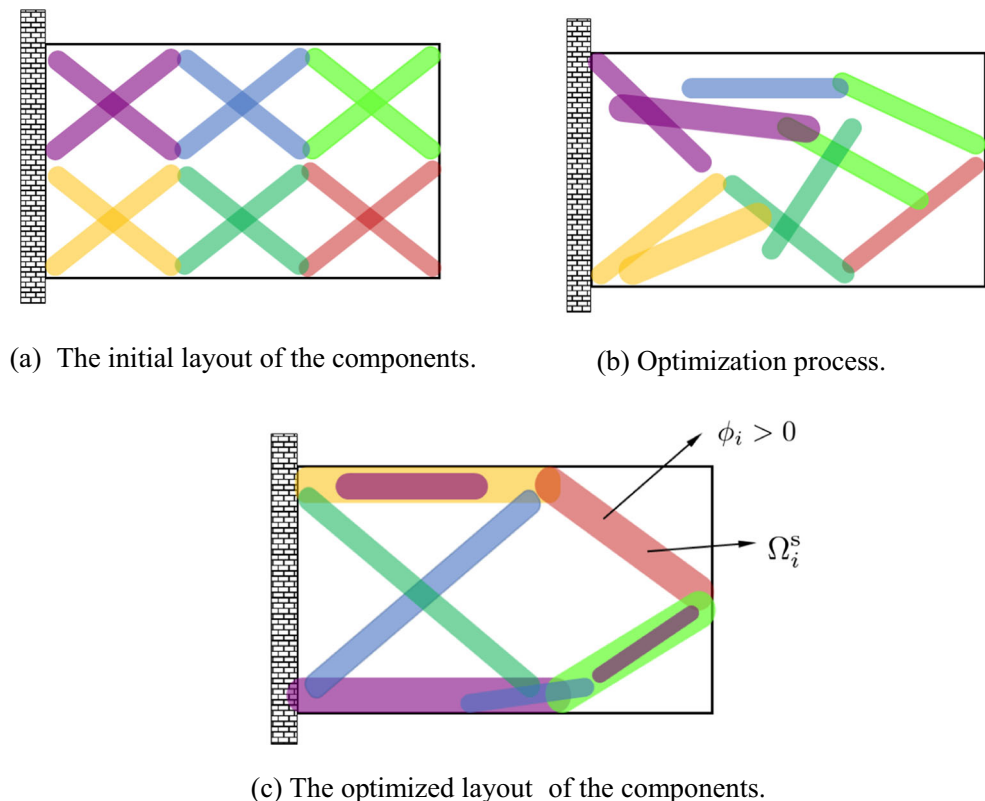 (a) The initial layout of the components.
(b) Optimization process.
ϕᵢ > 0
Ωᵢˢ
(c) The optimized layout of the components.